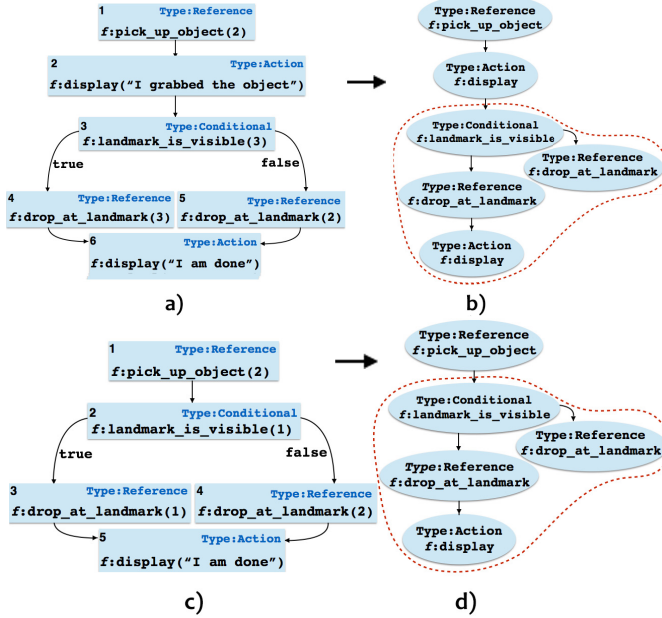 1 Type:Reference
f:pick_up_object(2)
2 Type:Action
f:display("I grabbed the object")
3 Type:Conditional
f:landmark_is_visible(3)
true
false
4 Type:Reference
f:drop_at_landmark(3)
5 Type:Reference
f:drop_at_landmark(2)
6 Type:Action
f:display("I am done")
a)
Type:Reference
f:pick_up_object
Type:Action
f:display
Type:Conditional
f:landmark_is_visible
Type:Reference
f:drop_at_landmark
Type:Reference
f:drop_at_landmark
Type:Action
f:display
b)
1 Type:Reference
f:pick_up_object(2)
2 Type:Conditional
f:landmark_is_visible(1)
true
false
3 Type:Reference
f:drop_at_landmark(1)
4 Type:Reference
f:drop_at_landmark(2)
5 Type:Action
f:display("I am done")
c)
Type:Reference
f:pick_up_object
Type:Conditional
f:landmark_is_visible
Type:Reference
f:drop_at_landmark
Type:Reference
f:drop_at_landmark
Type:Action
f:display
d)